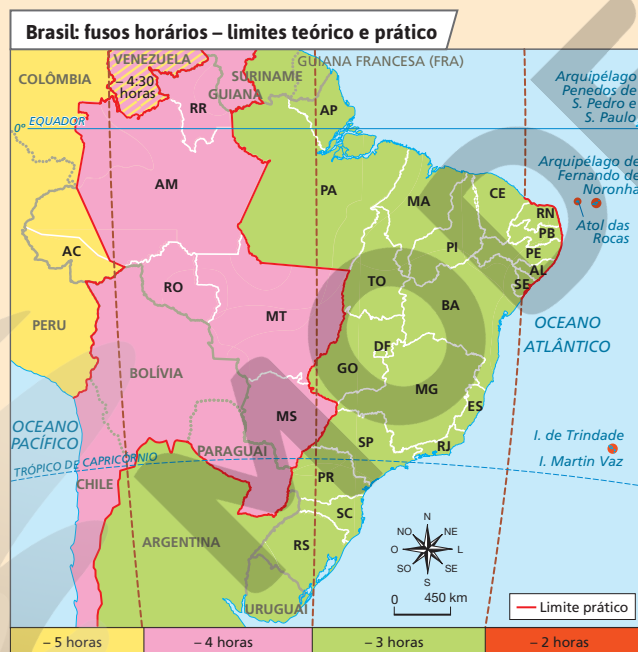 Brasil: fusos horários – limites teórico e prático
VENEZUELA
GUIANA FRANCESA (FRA)
COLÔMBIA
– 4:30
horas
SURINAME
GUIANA
RR
AP
Arquipélago
Penedos de
S. Pedro e
S. Paulo
0°
EQUADOR
AM
PA
MA
CE
Arquipélago de
Fernando de
Noronha
RN
PB
Atol das
Rocas
PI
PE
AL
SE
AC
RO
TO
BA
MT
PERU
OCEANO
ATLÂNTICO
DF
GO
BOLÍVIA
MG
ES
MS
OCEANO
PACÍFICO
SP
RJ
I. de Trindade
I. Martin Vaz
PARAGUAI
TRÓPICO DE CAPRICÓRNIO
CHILE
PR
SC
ARGENTINA
RS
URUGUAI
N
NO
NE
O
L
SO
SE
S
0
450 km
Limite prático
– 5 horas
– 4 horas
– 3 horas
– 2 horas